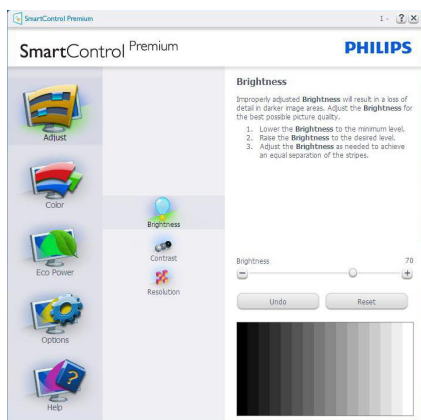 SmartControl Premium
1 -
?
×
SmartControl Premium
PHILIPS
Adjust
Color
Eco Power
Options
?
Help
Brightness
Contrast
Resolution
Brightness
Improperly adjusted Brightness will result in a loss of
detail in darker image areas. Adjust the Brightness for
the best possible picture quality.
1. Lower the Brightness to the minimum level.
2. Raise the Brightness to the desired level.
3. Adjust the Brightness as needed to achieve
an equal separation of the stripes.
Brightness 70
- +
Undo Reset